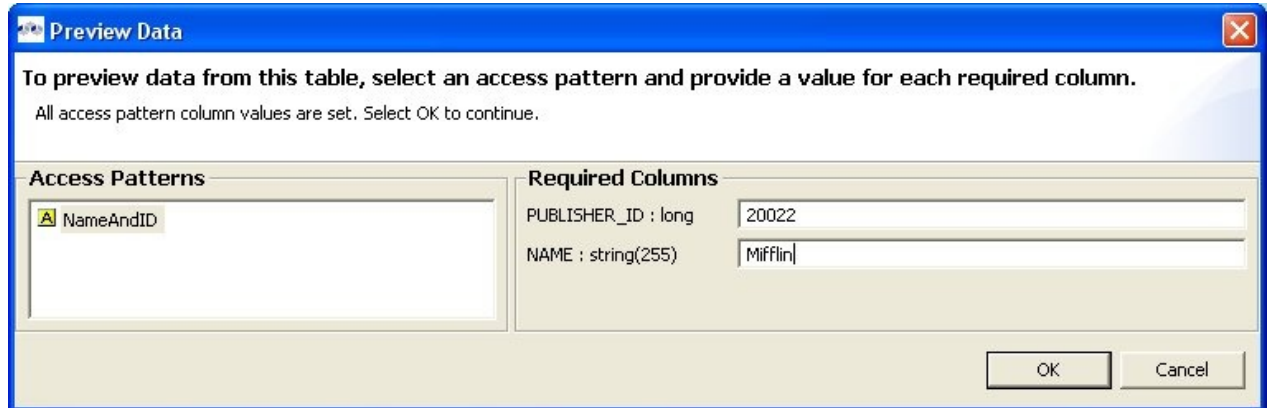 Preview Data
To preview data from this table, select an access pattern and provide a value for each required column.
All access pattern column values are set. Select OK to continue.
Access Patterns
A NameAndID
Required Columns
PUBLISHER_ID : long 20022
NAME : string(255) Mifflin
OK Cancel